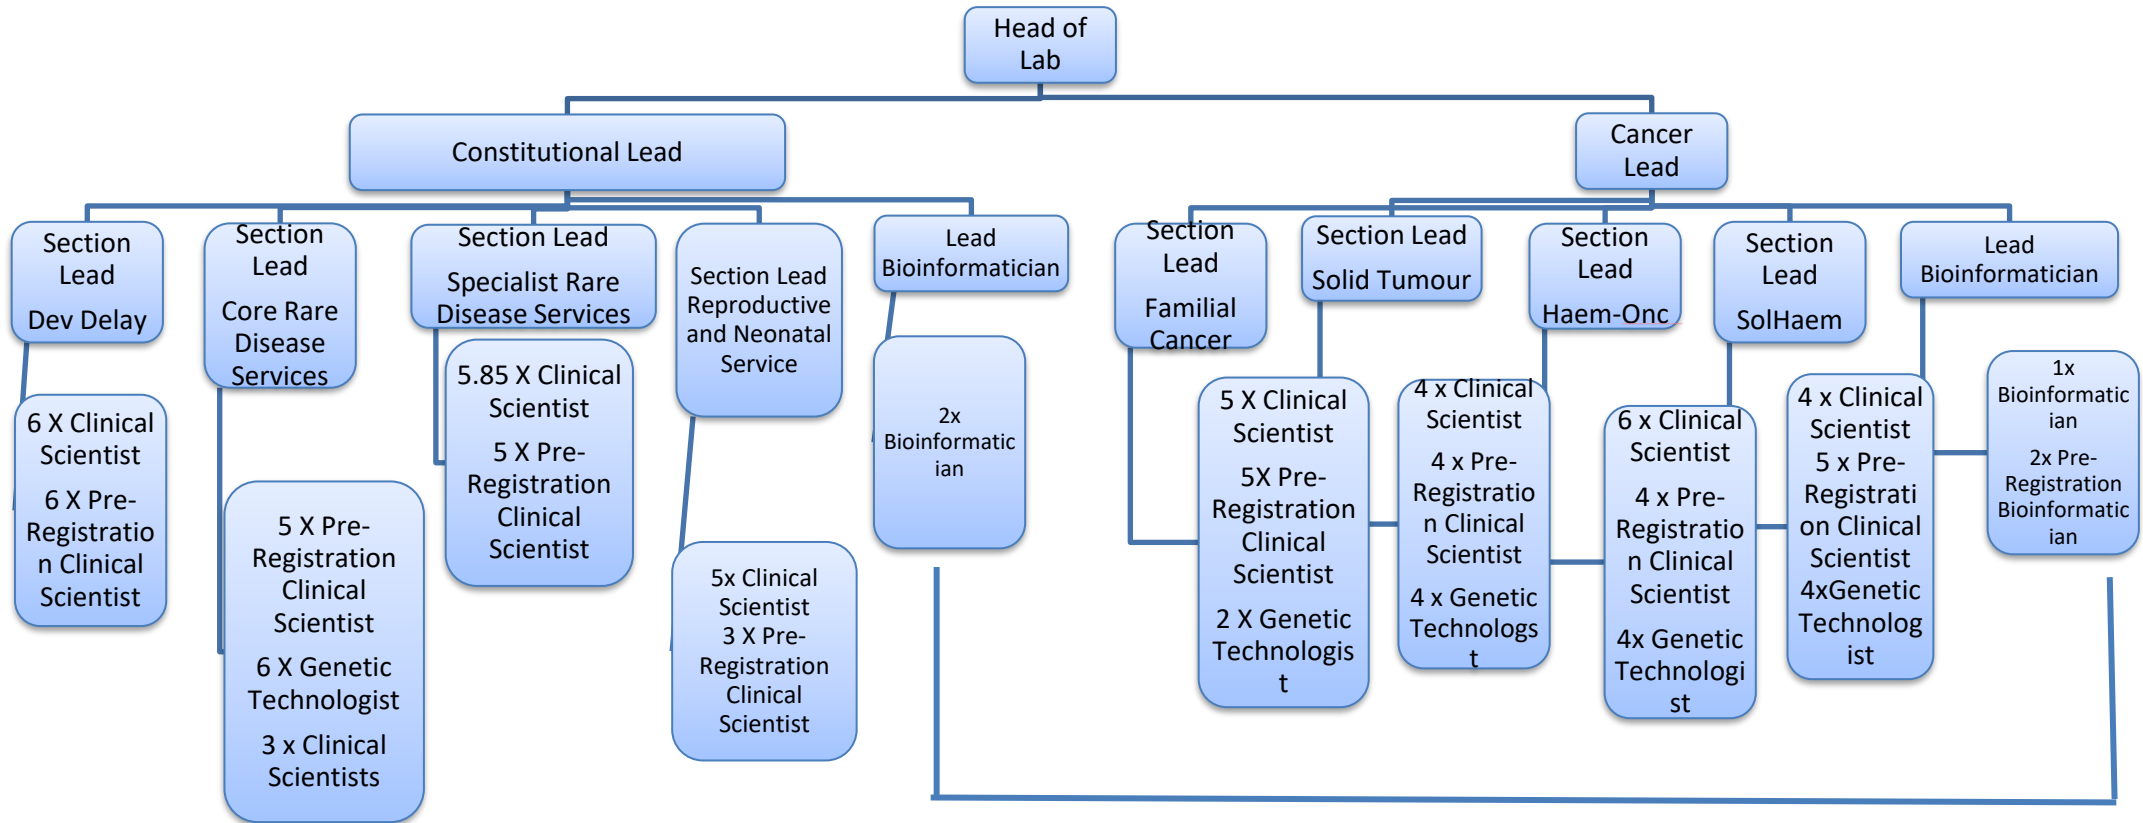 Head of
Lab
Constitutional Lead
Cancer
Lead
Section
Lead
Dev Delay
Section
Lead
Core Rare
Disease
Services
Section Lead
Specialist Rare
Disease Services
Section Lead
Reproductive
and Neonatal
Service
Lead
Bioinformatician
Section
Lead
Familial
Cancer
Section Lead
Solid Tumour
Section
Lead
Haem-Onc
Section
Lead
SolHaem
Lead
Bioinformatician
6 X Clinical
Scientist
6 X Pre-
Registratio
n Clinical
Scientist
5 X Pre-
Registration
Clinical
Scientist
6 X Genetic
Technologist
3 x Clinical
Scientists
5.85 X Clinical
Scientist
5 X Pre-
Registration
Clinical
Scientist
5x Clinical
Scientist
3 X Pre-
Registration
Clinical
Scientist
2x
Bioinformatic
ian
5 X Clinical
Scientist
5X Pre-
Registration
Clinical
Scientist
2 X Genetic
Technologis
t
4 x Clinical
Scientist
4 x Pre-
Registratio
n Clinical
Scientist
4 x Genetic
Technologs
t
6 x Clinical
Scientist
4 x Pre-
Registratio
n Clinical
Scientist
4x Genetic
Technologi
st
4 x Clinical
Scientist
5 x Pre-
Registrati
on Clinical
Scientist
4xGenetic
Technolog
ist
1x
Bioinformatic
ian
2x Pre-
Registration
Bioinformatic
ian